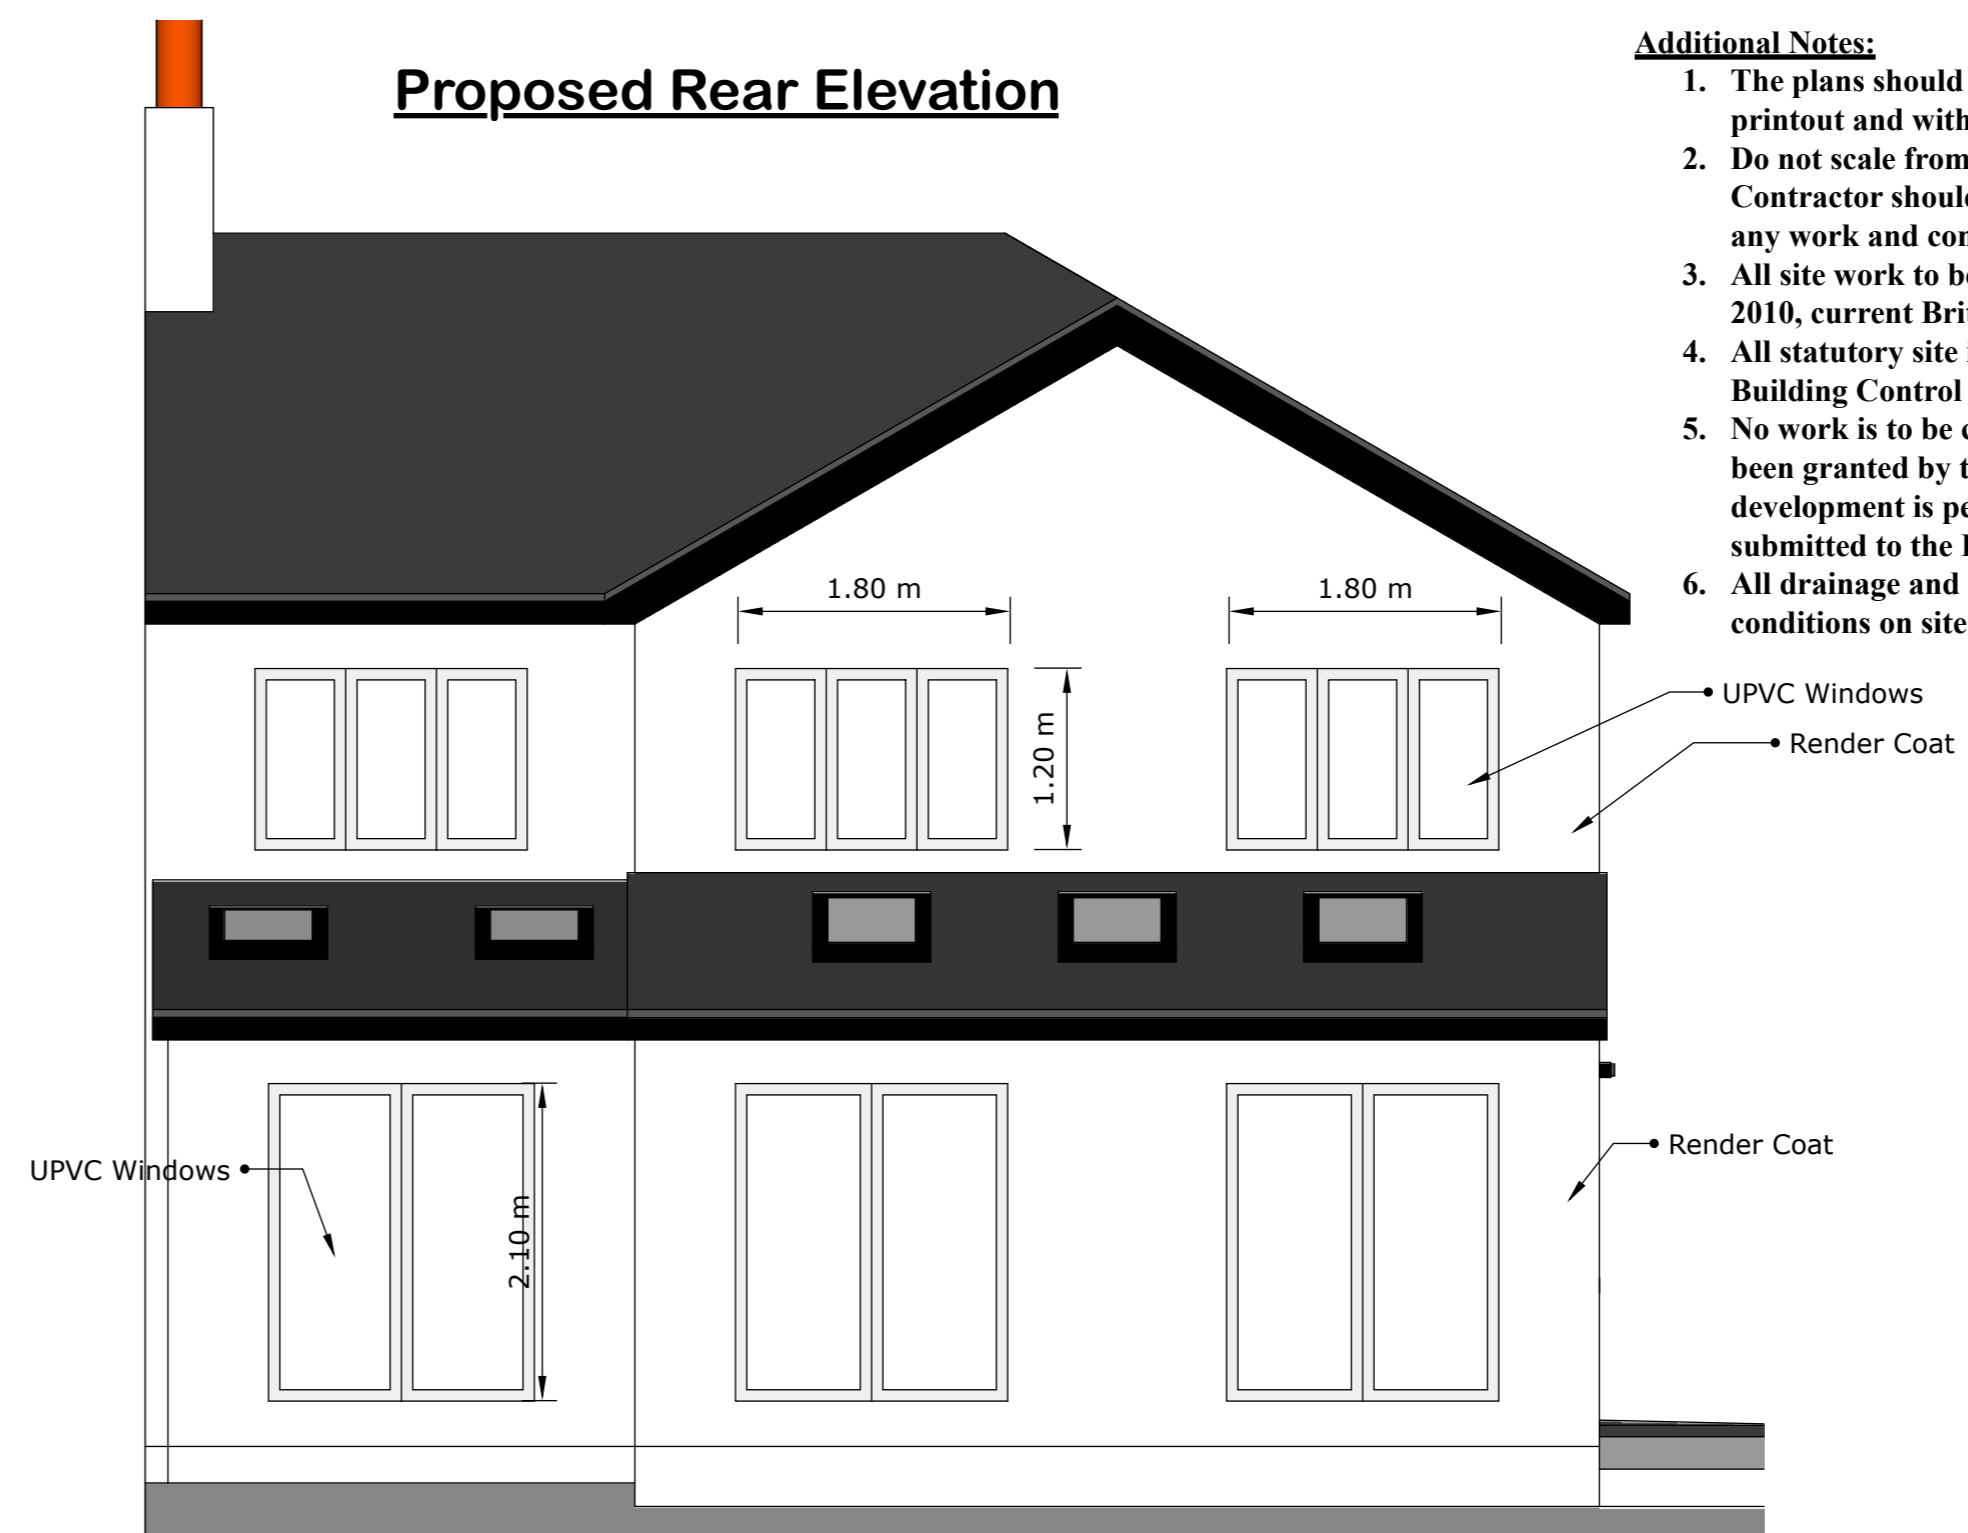 Proposed Rear Elevation
Additional Notes:
1. The plans should
printout and with
2. Do not scale from
Contractor should
any work and con
3. All site work to be
2010, current Brit
4. All statutory site i
Building Control
5. No work is to be c
been granted by t
development is pe
submitted to the
6. All drainage and
conditions on site
1.80 m
1.80 m
1.20 m
UPVC Windows
Render Coat
UPVC Windows
2.10 m
Render Coat